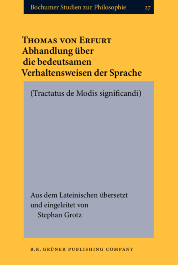 Bochumer Studien zur Philosophie 27
Thomas von Erfurt
Abhandlung über
die bedeutsamen
Verhaltensweisen der Sprache
(Tractatus de Modis significandi)
Aus dem Lateinischen übersetzt
und eingeleitet von
Stephan Grotz
B.R. GRÜNER PUBLISHING COMPANY